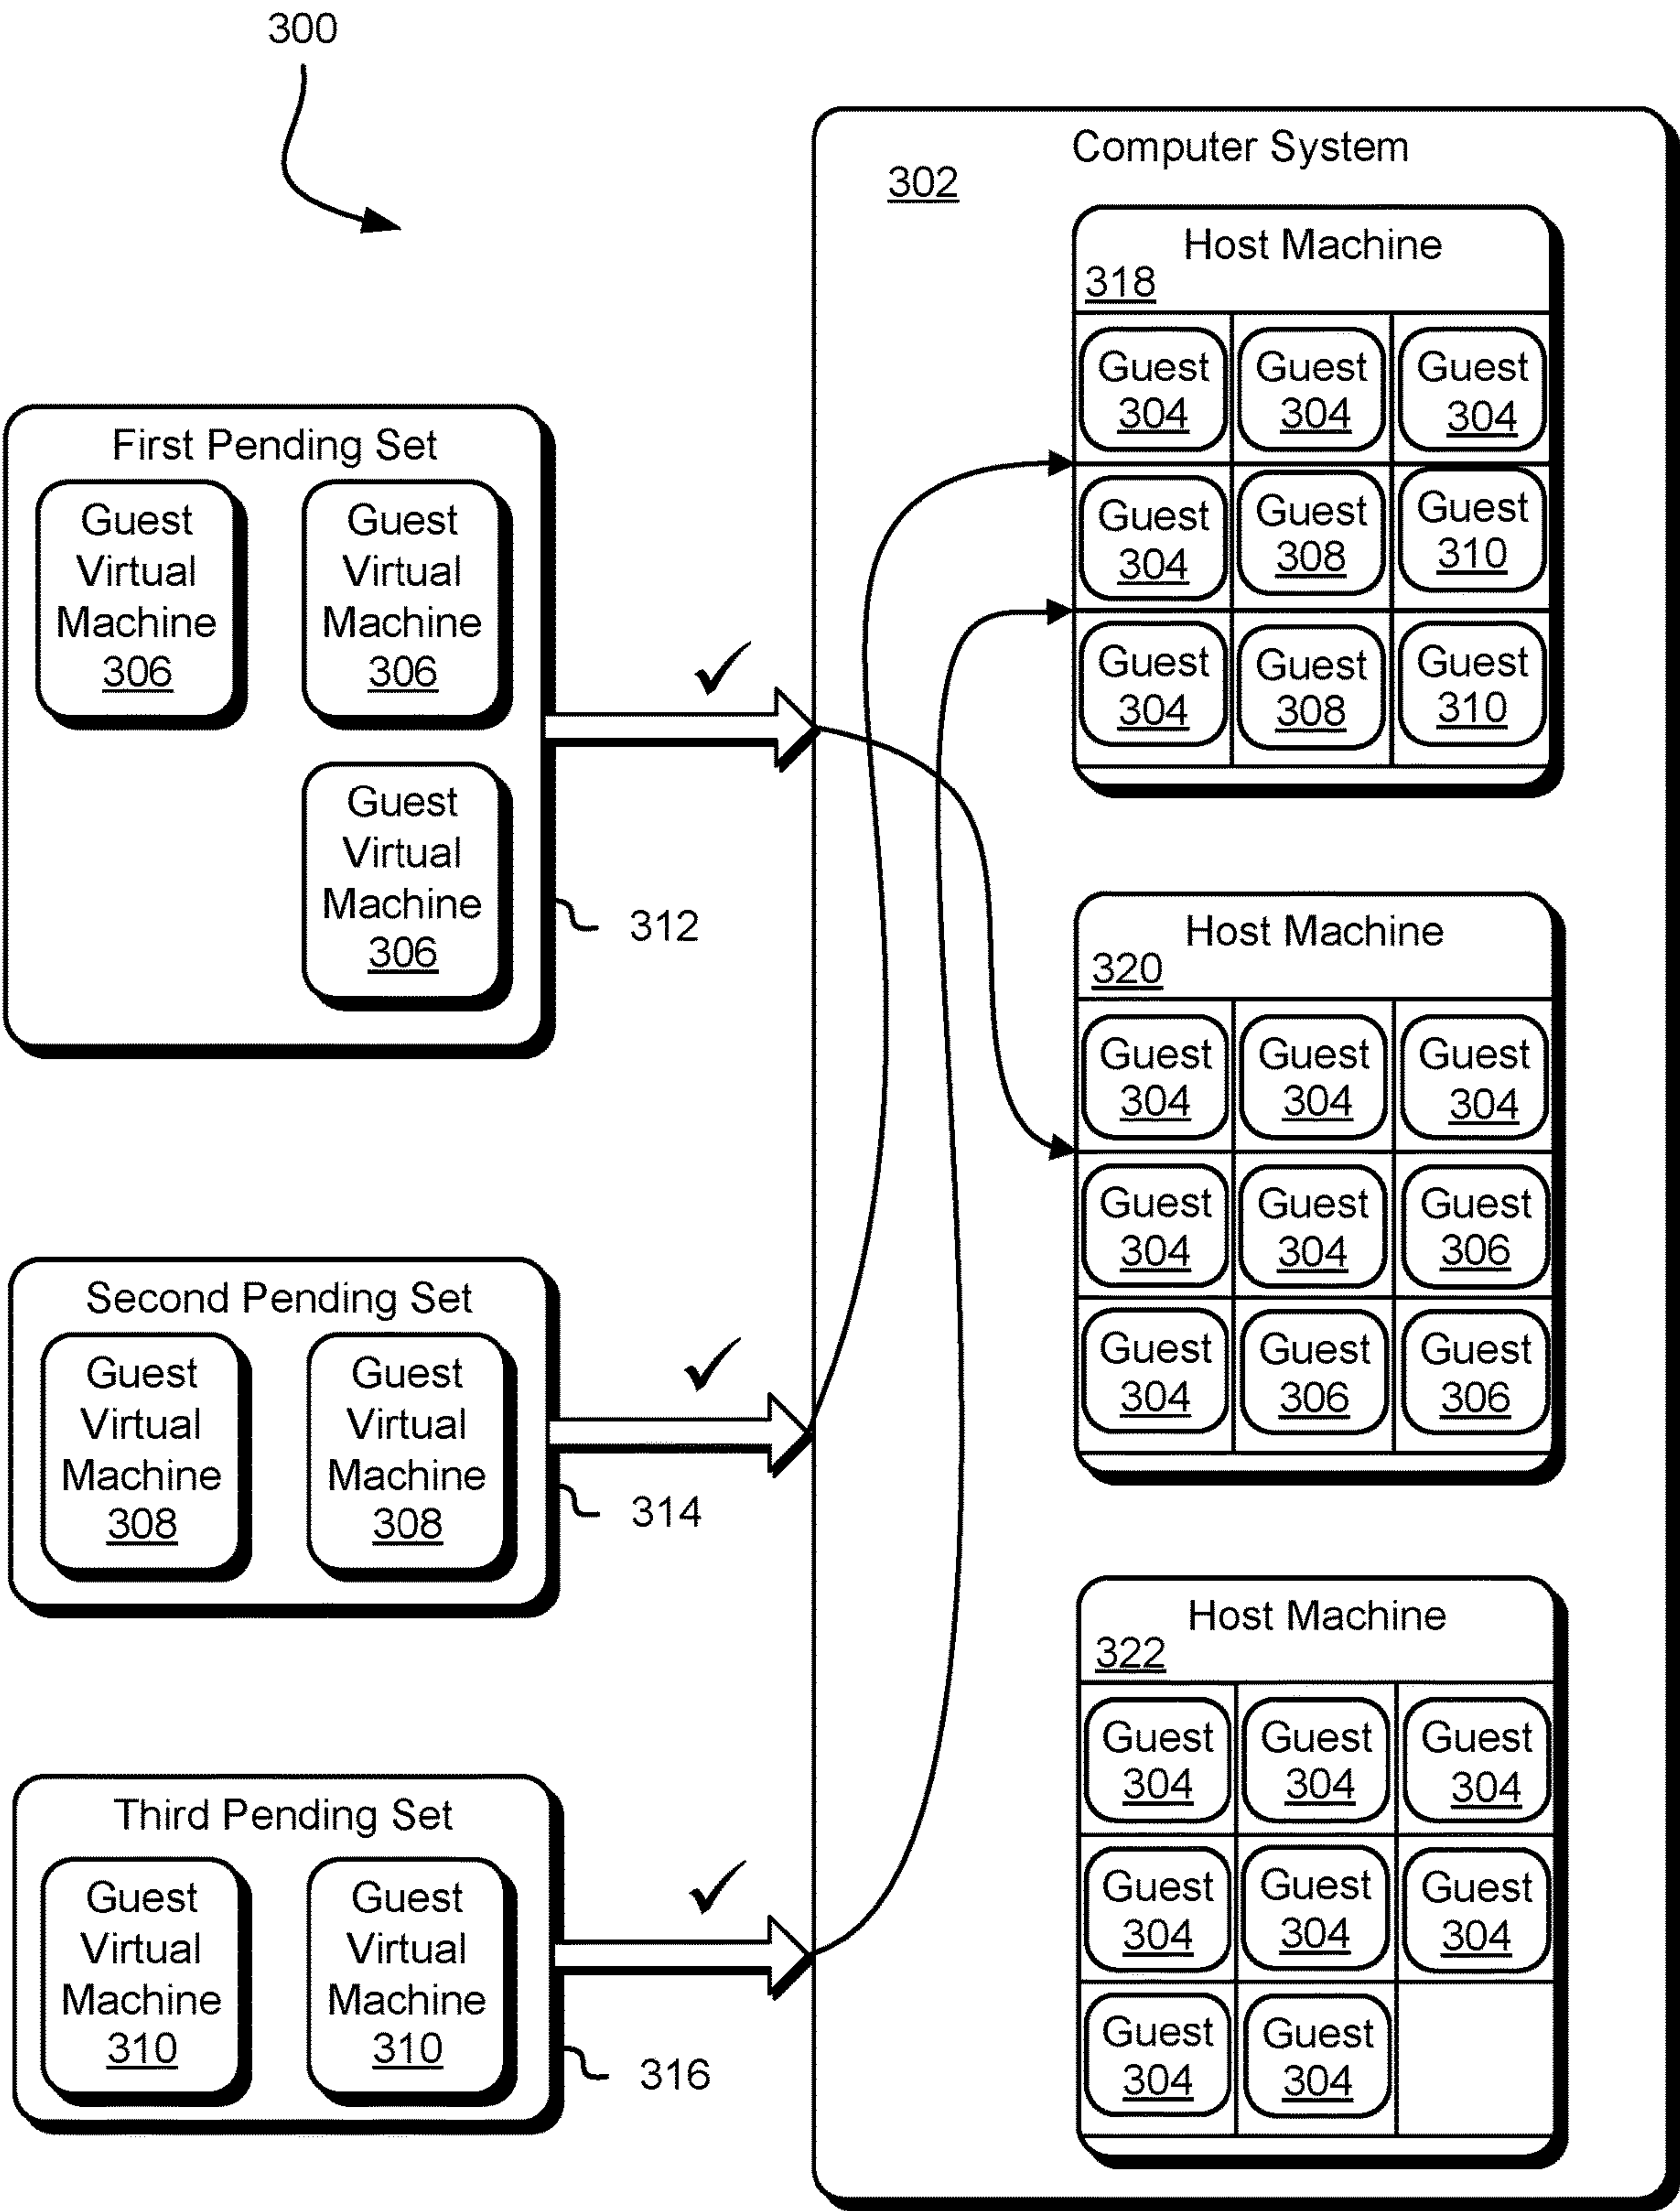 300
First Pending Set
Guest
Virtual
Machine
306
Guest
Virtual
Machine
306
Guest
Virtual
Machine
306
312
Second Pending Set
Guest
Virtual
Machine
308
Guest
Virtual
Machine
308
314
Third Pending Set
Guest
Virtual
Machine
310
Guest
Virtual
Machine
310
316
Computer System
302
Host Machine
318
Guest
304
Guest
304
Guest
304
Guest
304
Guest
308
Guest
310
Guest
304
Guest
308
Guest
310
Host Machine
320
Guest
304
Guest
304
Guest
304
Guest
304
Guest
304
Guest
306
Guest
304
Guest
306
Guest
306
Host Machine
322
Guest
304
Guest
304
Guest
304
Guest
304
Guest
304
Guest
304
Guest
304
Guest
304